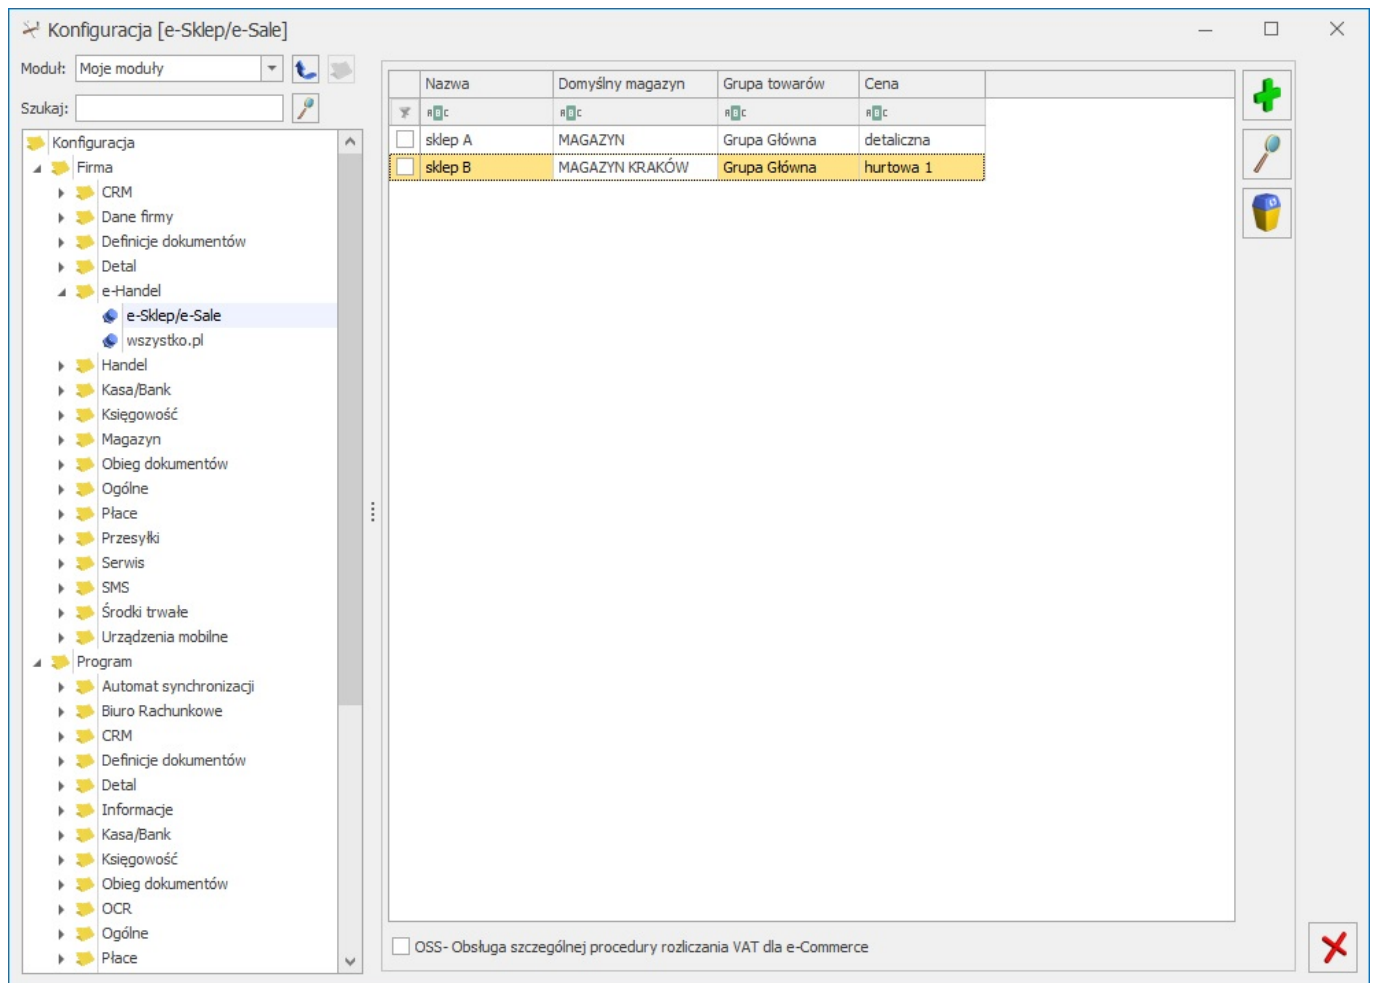 Konfiguracja [e-Sklep/e-Sale]
Moduł: Moje moduły
Szukaj:
Konfiguracja
Firma
CRM
Dane firmy
Definicje dokumentów
Detal
e-Handel
e-Sklep/e-Sale
wszystko.pl
Handel
Kasa/Bank
Księgowość
Magazyn
Obieg dokumentów
Ogólne
Płace
Przesyłki
Serwis
SMS
Środki trwałe
Urządzenia mobilne
Program
Automat synchronizacji
Biuro Rachunkowe
CRM
Definicje dokumentów
Detal
Informacje
Kasa/Bank
Księgowość
Obieg dokumentów
OCR
Ogólne
Płace
Nazwa Domyślny magazyn Grupa towarów Cena
ABC ABC ABC ABC
sklep A MAGAZYN Grupa Główna detaliczna
sklep B MAGAZYN KRAKÓW Grupa Główna hurtowa 1
OSS- Obsługa szczególnej procedury rozliczania VAT dla e-Commerce